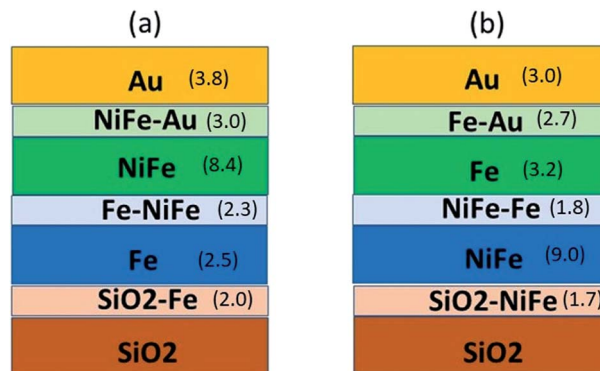 (a)
Au (3.8)
NiFe-Au (3.0)
NiFe (8.4)
Fe-NiFe (2.3)
Fe (2.5)
SiO2-Fe (2.0)
SiO2
(b)
Au (3.0)
Fe-Au (2.7)
Fe (3.2)
NiFe-Fe (1.8)
NiFe (9.0)
SiO2-NiFe (1.7)
SiO2